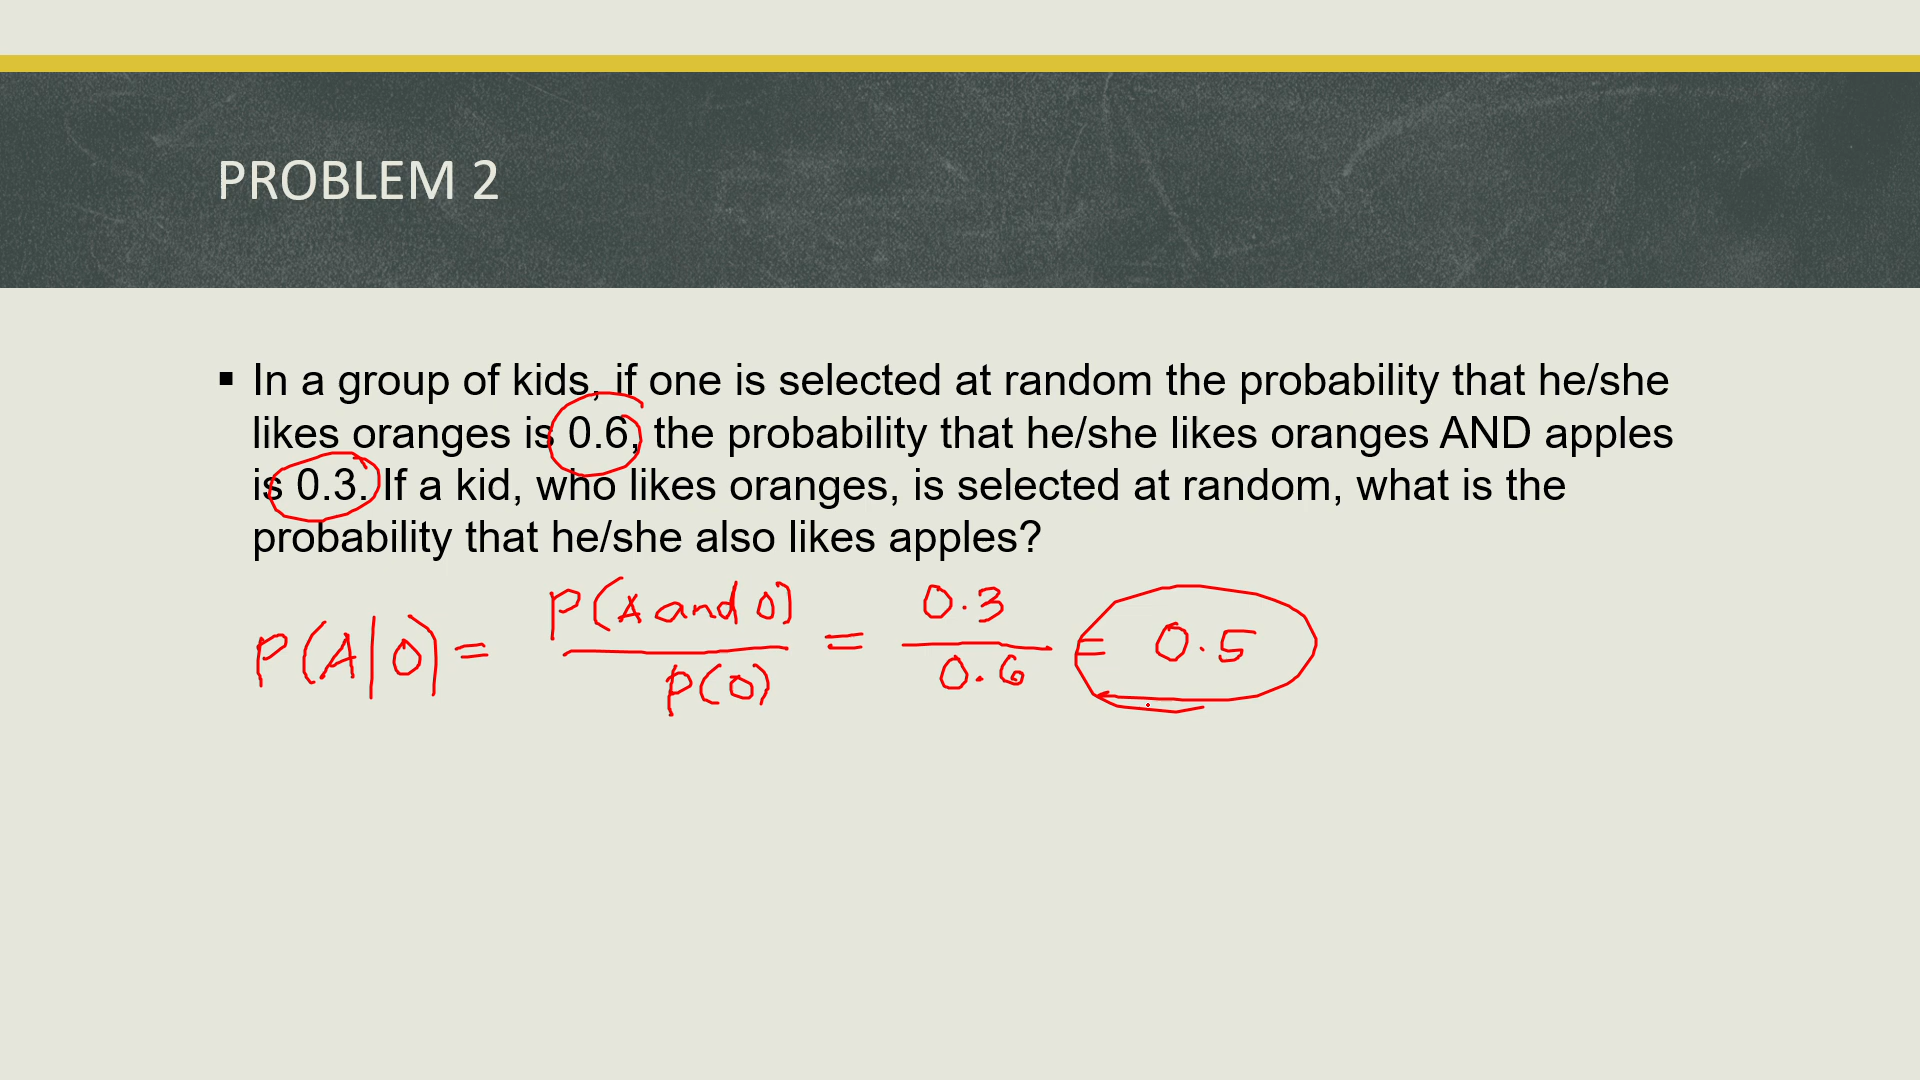 PROBLEM 2
▪ In a group of kids, if one is selected at random the probability that he/she
likes oranges is 0.6, the probability that he/she likes oranges AND apples
is 0.3. If a kid, who likes oranges, is selected at random, what is the
probability that he/she also likes apples?
P(A|O) = P(A and O) / P(O) = 0.3 / 0.6 = 0.5